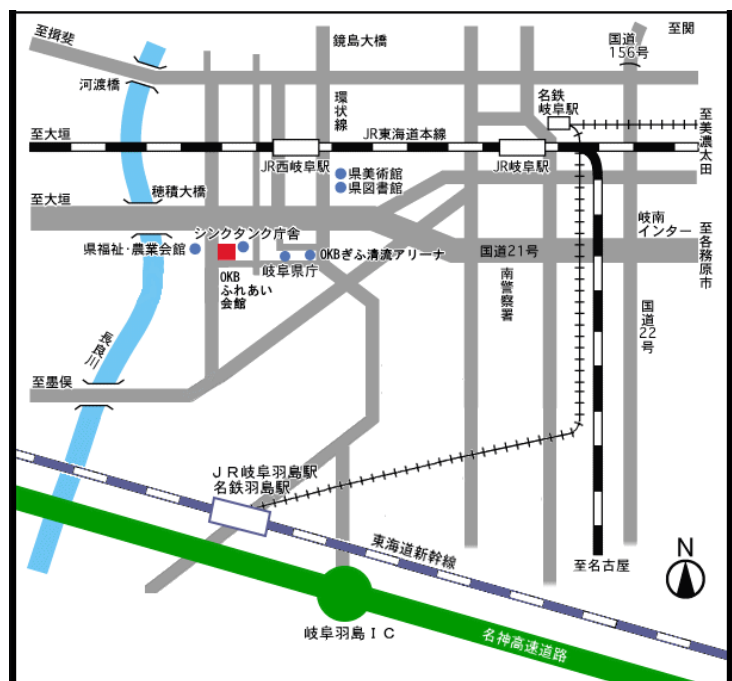 至揖斐
鏡島大橋
国道
156号
至関
河渡橋
環状線
名鉄
岐阜駅
至美濃太田
至大垣
JR東海道本線
JR西岐阜駅
JR岐阜駅
県美術館
県図書館
至大垣
穂積大橋
岐南
インター
至各務原市
シンクタンク庁舎
県福祉・農業会館
OKBぎふ清流アリーナ
国道21号
岐阜県庁
OKB
ふれあい
会館
南警察署
国道22号
長良川
至墨俣
JR岐阜羽島駅
名鉄羽島駅
東海道新幹線
至名古屋
N
岐阜羽島IC
名神高速道路